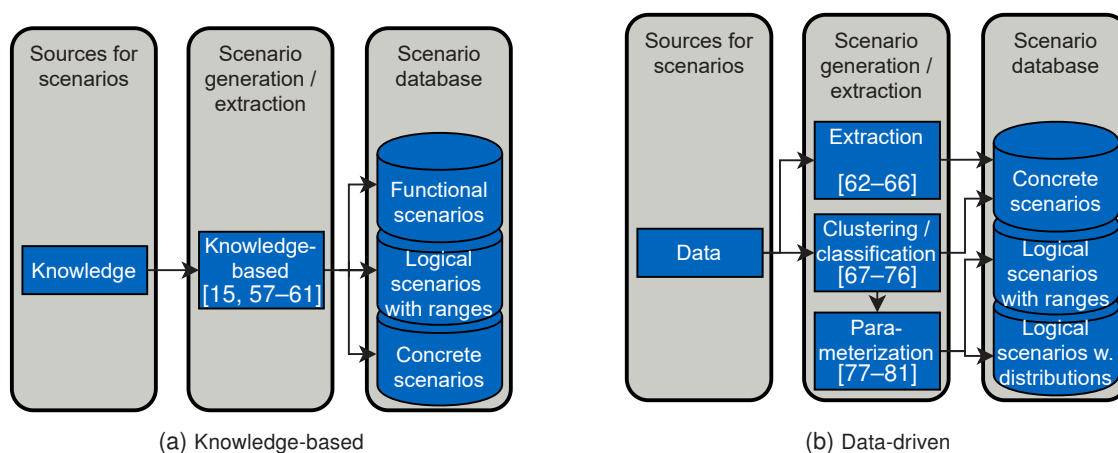 Sources for
scenarios
Scenario
generation /
extraction
Scenario
database
Knowledge
Knowledge-
based
[15, 57–61]
Functional
scenarios
Logical
scenarios
with ranges
Concrete
scenarios
(a) Knowledge-based
Sources for
scenarios
Scenario
generation /
extraction
Scenario
database
Data
Extraction
[62–66]
Clustering /
classification
[67–76]
Para-
meterization
[77–81]
Concrete
scenarios
Logical
scenarios
with ranges
Logical
scenarios w.
distributions
(b) Data-driven